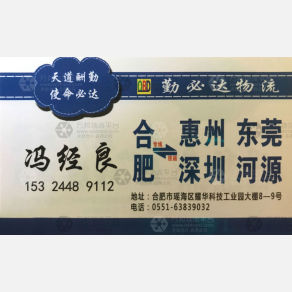 天道酬勤
使命必达
勤必达物流
冯经良
153 2448 9112
合肥
专线
惠州 东莞
深圳 河源
地址：合肥市瑶海区耀华科技工业园大棚8—9号
电话：0551-63839032